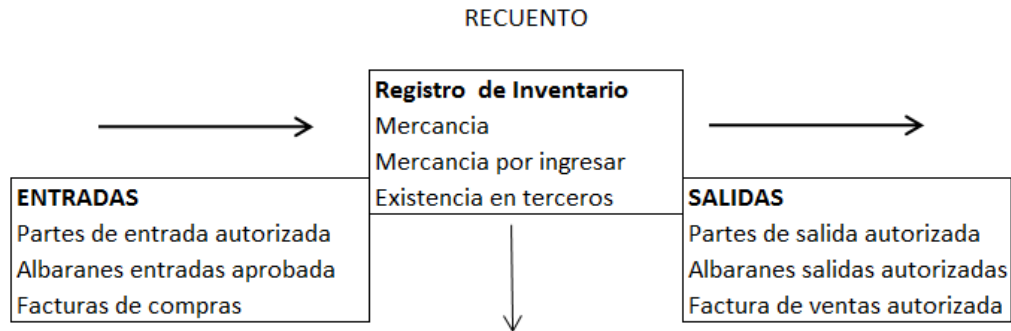 RECUENTO
Registro de Inventario
Mercancia
Mercancia por ingresar
Existencia en terceros
ENTRADAS
Partes de entrada autorizada
Albaranes entradas aprobada
Facturas de compras
SALIDAS
Partes de salida autorizada
Albaranes salidas autorizadas
Factura de ventas autorizada